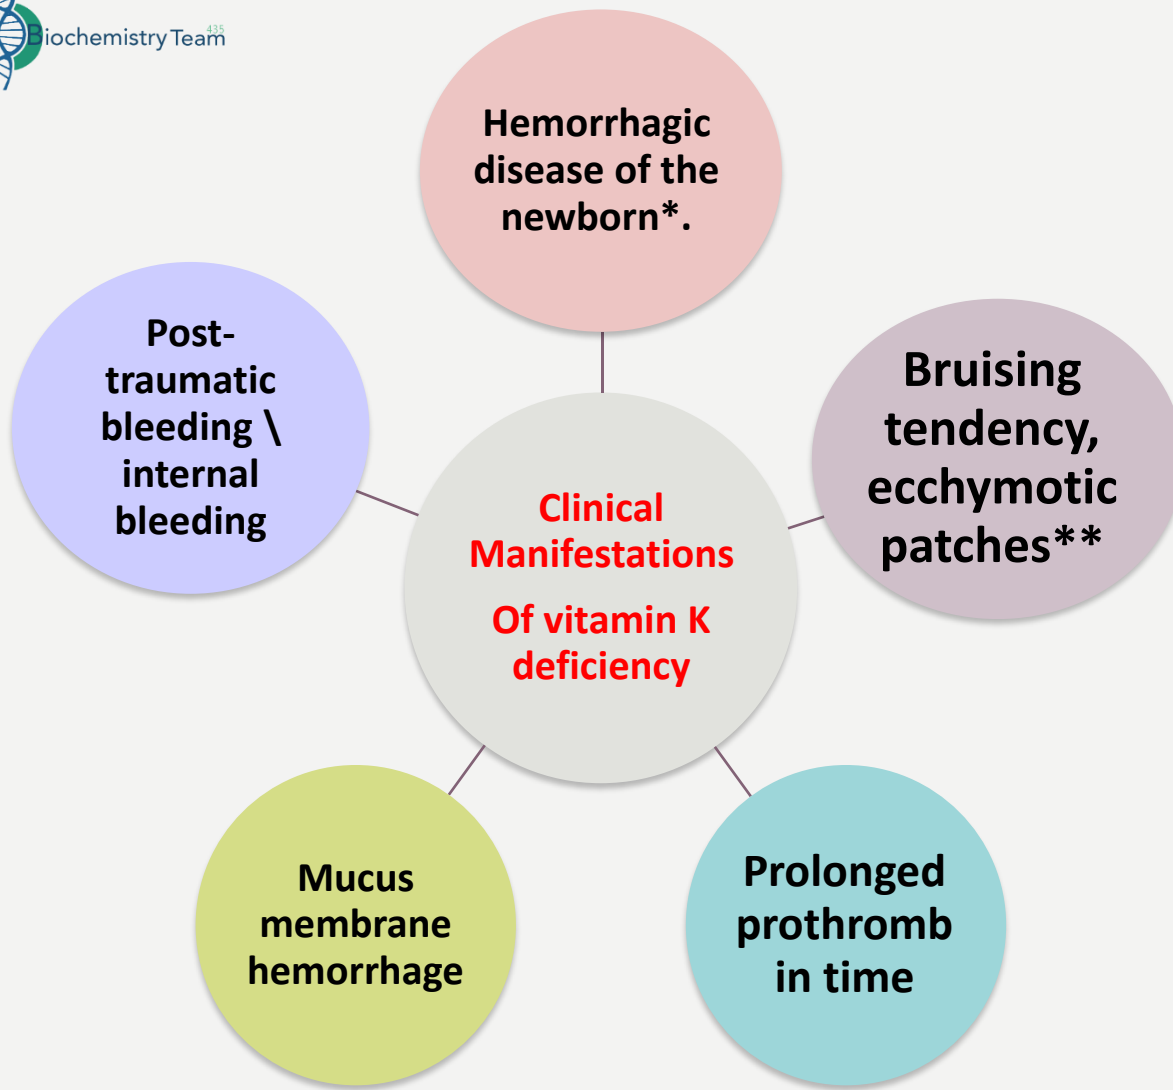 Biochemistry Team 435
Hemorrhagic
disease of the
newborn*.
Post-
traumatic
bleeding \
internal
bleeding
Bruising
tendency,
ecchymotic
patches**
Clinical
Manifestations
Of vitamin K
deficiency
Mucus
membrane
hemorrhage
Prolonged
prothromb
in time